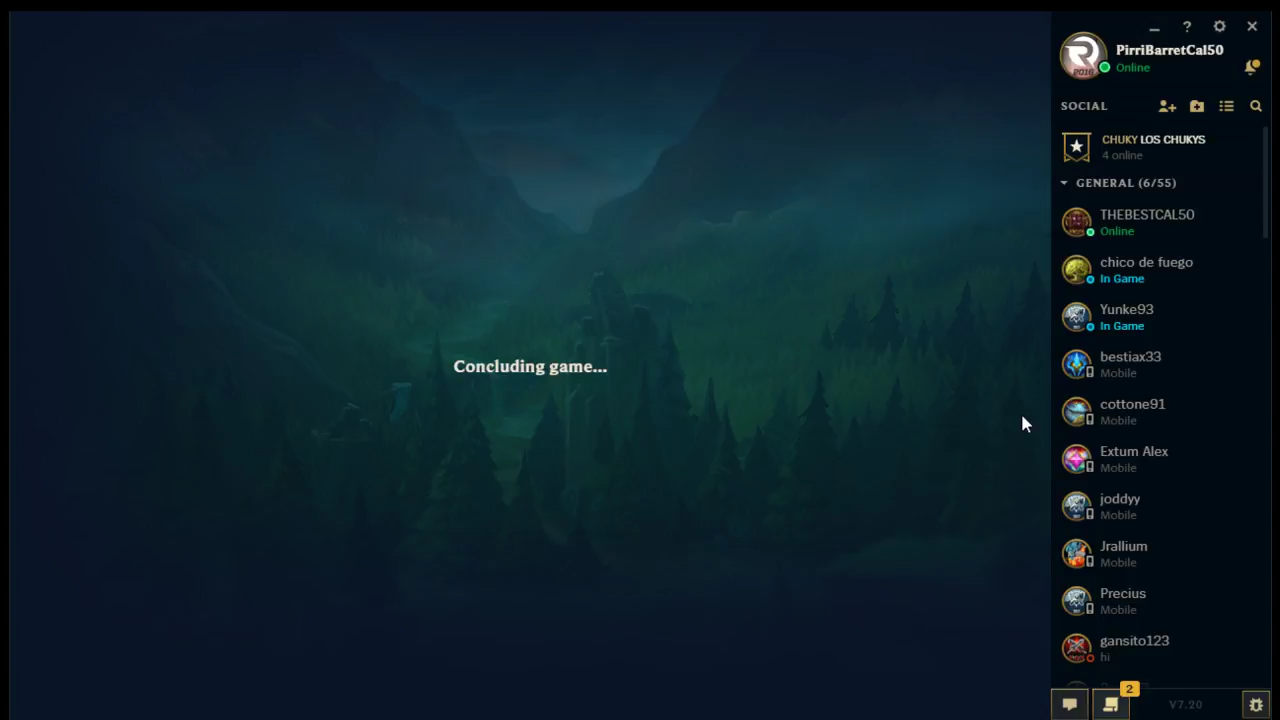 ?
PirriBarretCal50
Online
SOCIAL
CHUKY LOS CHUKYS
4 online
GENERAL (6/55)
THEBESTCAL50
Online
chico de fuego
In Game
Yunke93
In Game
Concluding game...
bestiax33
Mobile
cottone91
Mobile
Extum Alex
Mobile
joddyy
Mobile
Jrallium
Mobile
Precius
Mobile
gansito123
hi
2
V7.20